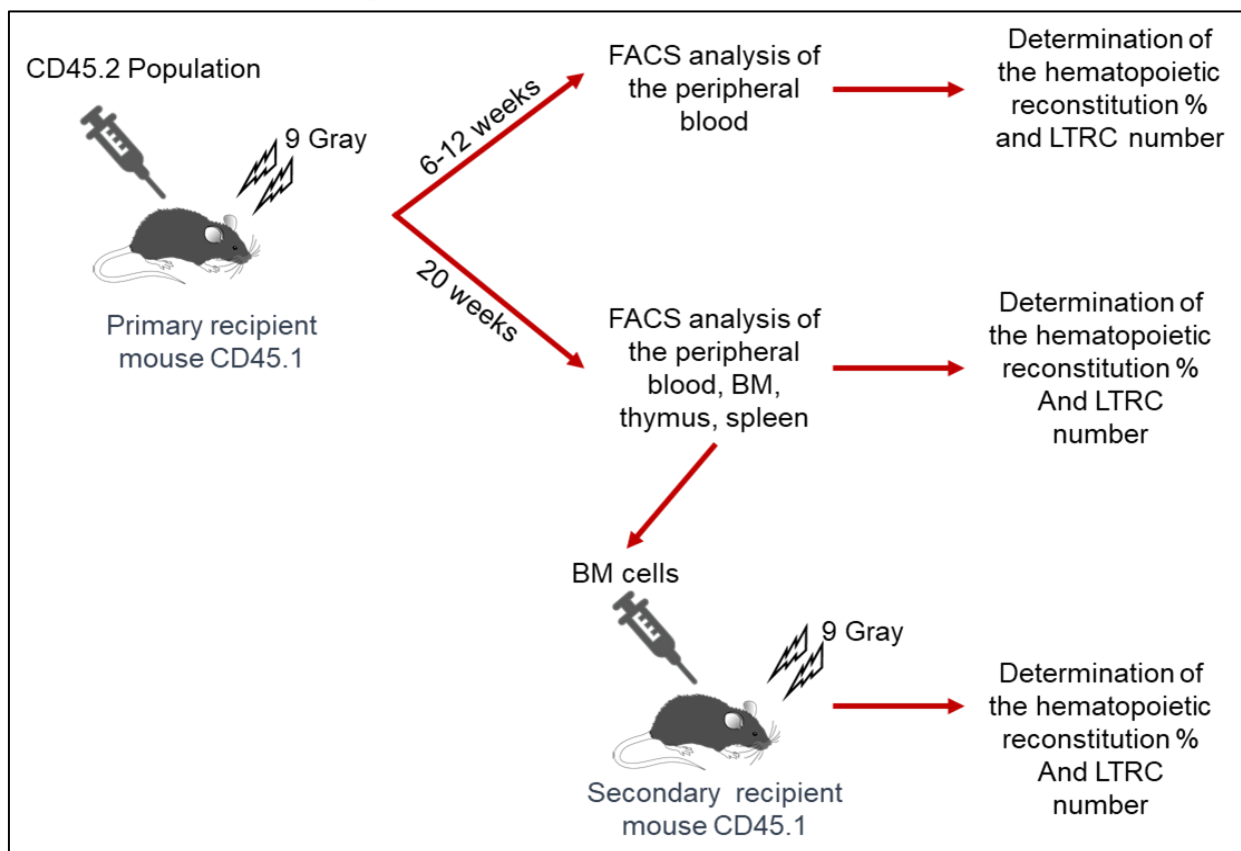 CD45.2 Population
9 Gray
Primary recipient
mouse CD45.1
6-12 weeks
FACS analysis of
the peripheral
blood
Determination of
the hematopoietic
reconstitution %
and LTRC number
20 weeks
FACS analysis of
the peripheral
blood, BM,
thymus, spleen
Determination of
the hematopoietic
reconstitution %
And LTRC
number
BM cells
9 Gray
Secondary recipient
mouse CD45.1
Determination of
the hematopoietic
reconstitution %
And LTRC
number